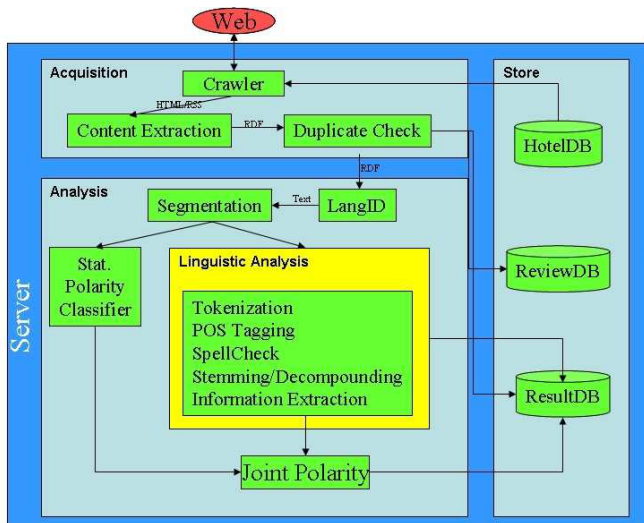 Web
Server
Acquisition
Crawler
HTML/RSS
Content Extraction
RDF
Duplicate Check
RDF
Analysis
Segmentation
Text
LangID
Stat.
Polarity
Classifier
Linguistic Analysis
Tokenization
POS Tagging
SpellCheck
Stemming/Decompounding
Information Extraction
Joint Polarity
Store
HotelDB
ReviewDB
ResultDB